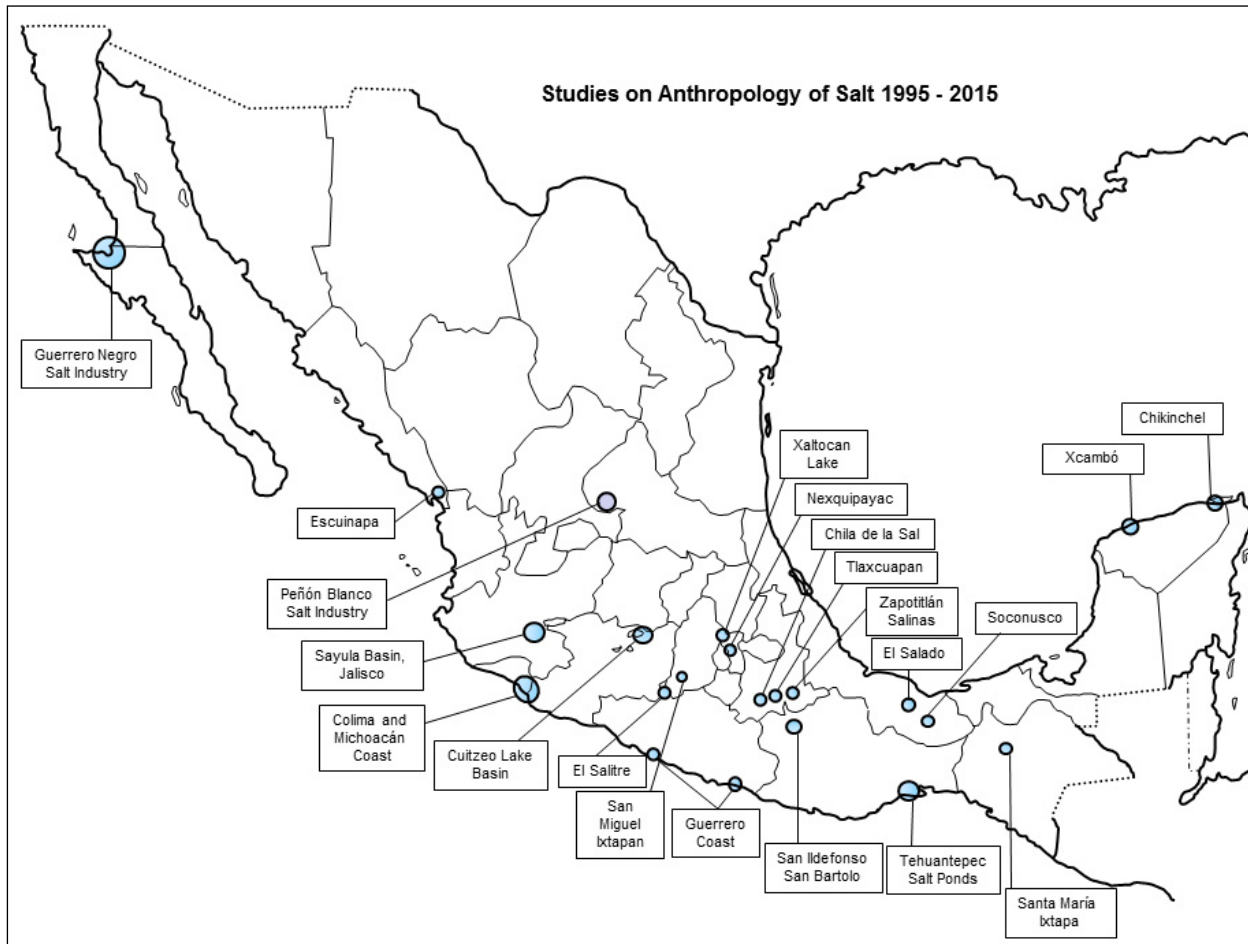 Studies on Anthropology of Salt 1995 - 2015
Guerrero Negro
Salt Industry
Chikinchel
Xaltocan
Lake
Xcambó
Nexquipayac
Escuinapa
Chila de la Sal
Tlaxcuapan
Peñón Blanco
Salt Industry
Zapotitlán
Salinas
Soconusco
Sayula Basin,
Jalisco
El Salado
Colima and
Michoacán
Coast
Cuitzeo Lake
Basin
El Salitre
San
Miguel
Ixtapan
Guerrero
Coast
San Ildefonso
San Bartolo
Tehuantepec
Salt Ponds
Santa María
Ixtapa